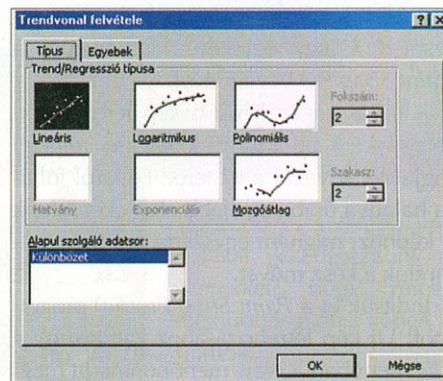 Trendvonal felvétele
Típus
Egyebek
Trend/Regresszió típusa
Lineáris
Logaritmikus
Polinomiális
Fokszám:
2
Hatvány
Exponenciális
Mozgóátlag
Szakasz:
2
Alapul szolgáló adatsor:
Különbözet
OK
Mégse